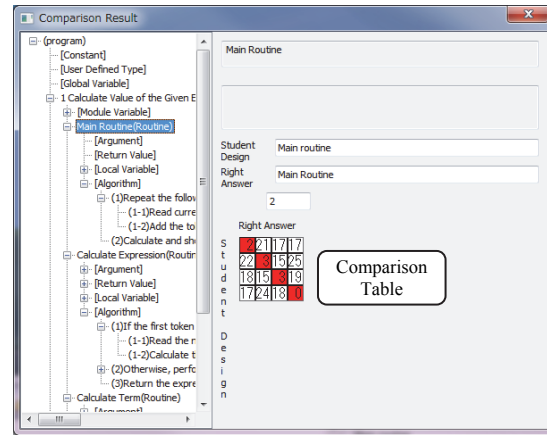 Comparison Result
(program)
[Constant]
[User Defined Type]
[Global Variable]
1 Calculate Value of the Given E
[Module Variable]
Main Routine(Routine)
[Argument]
[Return Value]
[Local Variable]
[Algorithm]
(1)Repeat the follow
(1-1)Read curre
(1-2)Add the to
(2)Calculate and sho
Calculate Expression(Routin
[Argument]
[Return Value]
[Local Variable]
[Algorithm]
(1)If the first token
(1-1)Read the n
(1-2)Calculate t
(2)Otherwise, perfo
(3)Return the expre
Calculate Term(Routine)
[Argument]
Main Routine
Student Design
Main routine
Right Answer
Main Routine
2
Right Answer
Student Design
2 21 17 17
22 3 15 25
18 15 3 19
17 24 18 0
Comparison
Table